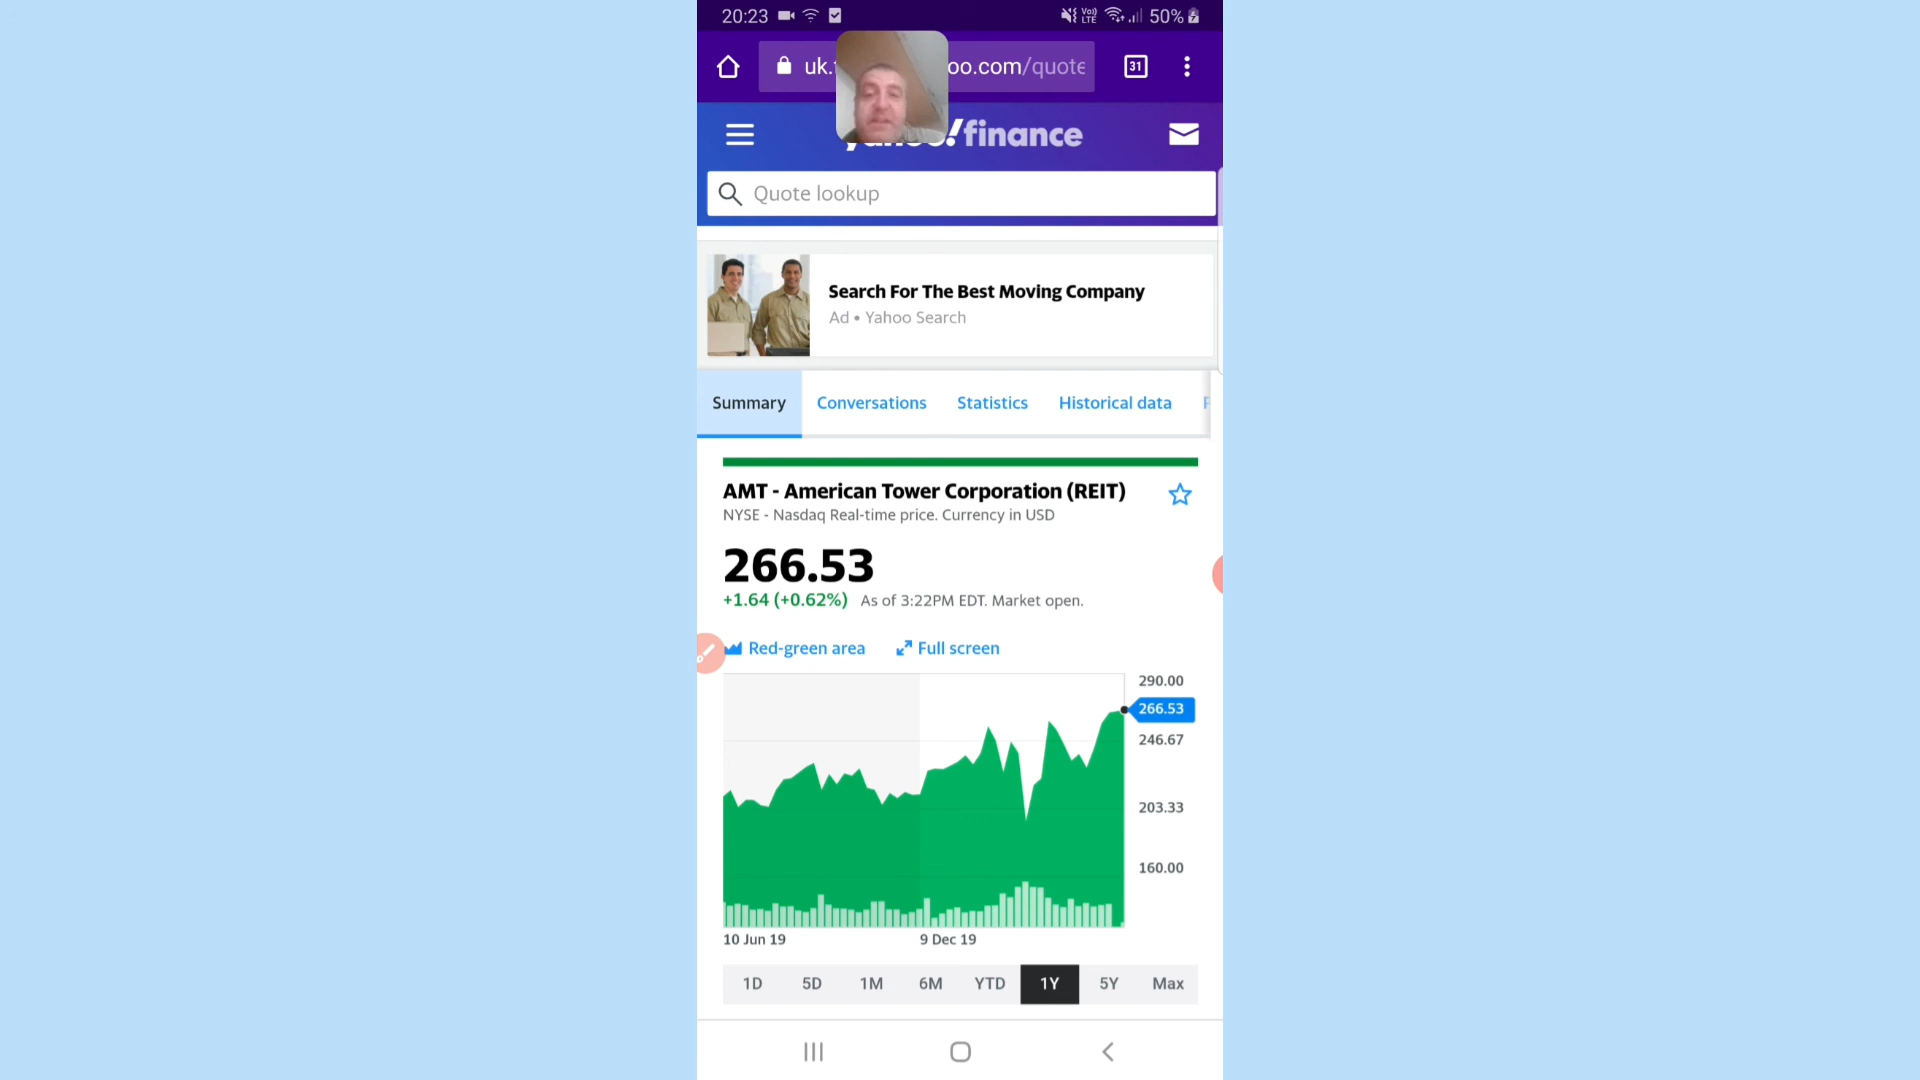 20:23
Vo)) LTE 50%
uk. oo.com/quote
31
!finance
Quote lookup
Search For The Best Moving Company
Ad • Yahoo Search
Summary Conversations Statistics Historical data
AMT - American Tower Corporation (REIT)
NYSE - Nasdaq Real-time price. Currency in USD
266.53
+1.64 (+0.62%) As of 3:22PM EDT. Market open.
Red-green area Full screen
290.00
266.53
246.67
203.33
160.00
10 Jun 19 9 Dec 19
1D 5D 1M 6M YTD 1Y 5Y Max